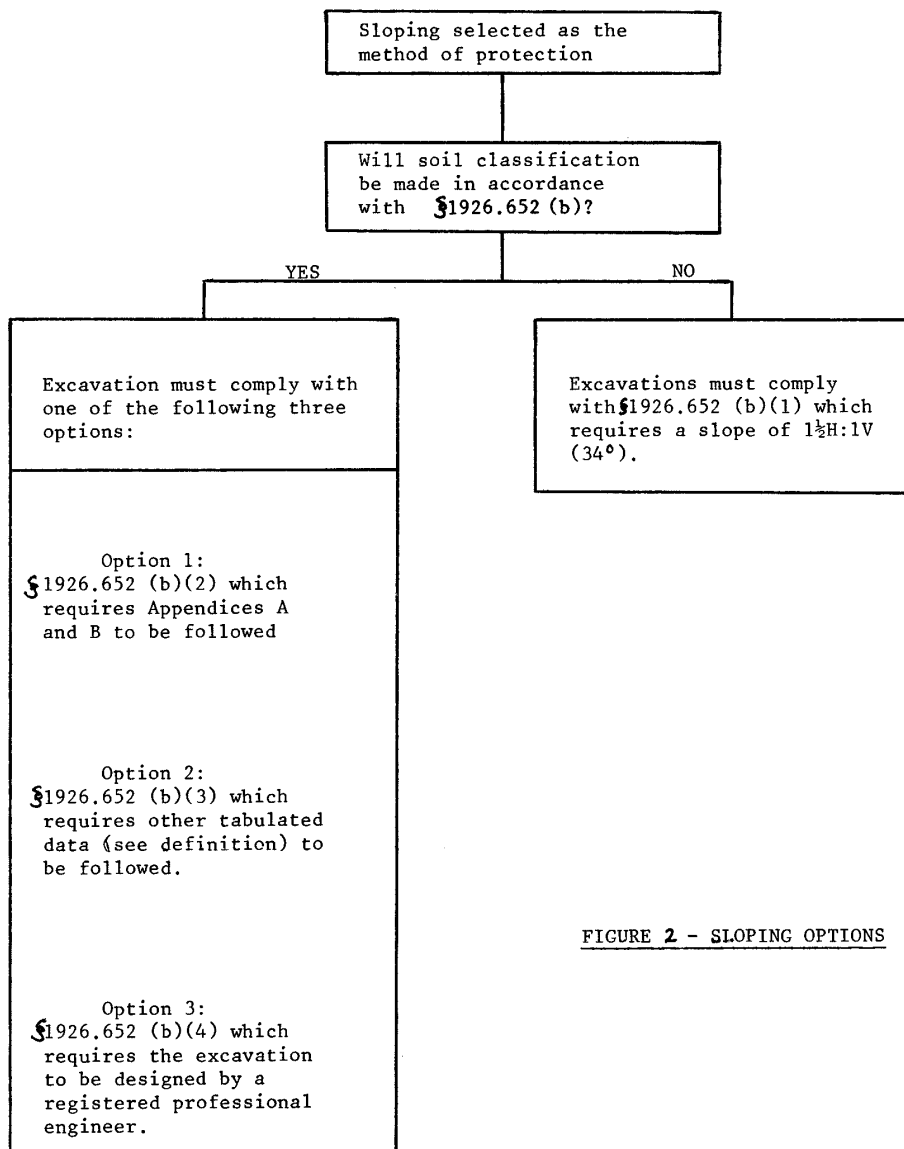 Sloping selected as the
method of protection
Will soil classification
be made in accordance
with §1926.652 (b)?
YES
NO
Excavation must comply with
one of the following three
options:
Option 1:
§1926.652 (b)(2) which
requires Appendices A
and B to be followed
Option 2:
§1926.652 (b)(3) which
requires other tabulated
data (see definition) to
be followed.
Option 3:
§1926.652 (b)(4) which
requires the excavation
to be designed by a
registered professional
engineer.
Excavations must comply
with §1926.652 (b)(1) which
requires a slope of 1½H:1V
(34°).
FIGURE 2 - SLOPING OPTIONS